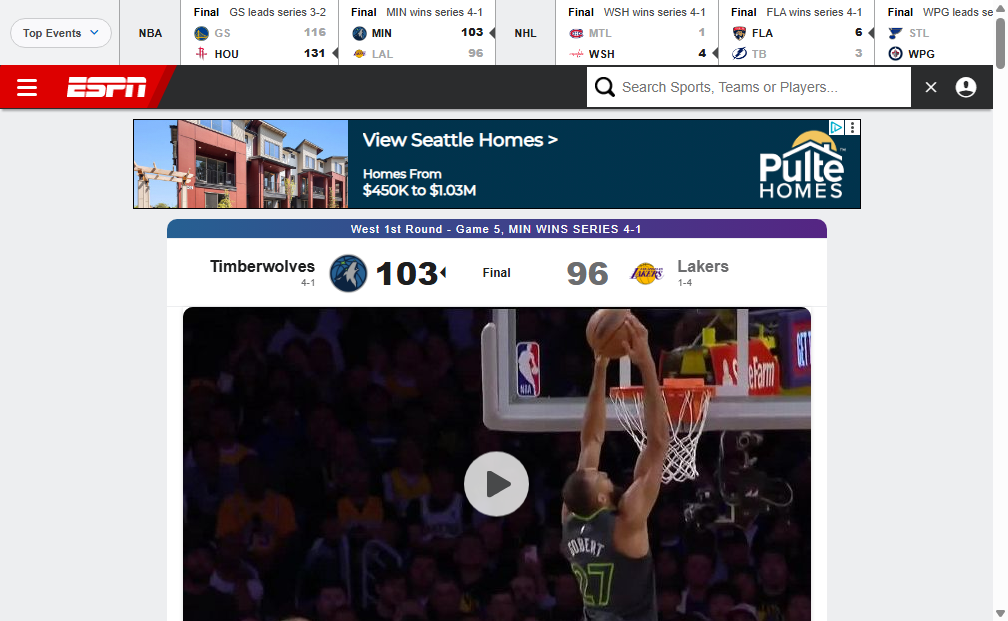 Top Events
NBA
Final GS leads series 3-2
GS 116
HOU 131
Final MIN wins series 4-1
MIN 103
LAL 96
NHL
Final WSH wins series 4-1
MTL 1
WSH 4
Final FLA wins series 4-1
FLA 6
TB 3
Final WPG leads se
STL
WPG
ESPN
Search Sports, Teams or Players...
View Seattle Homes >
Homes From
$450K to $1.03M
Pulte
HOMES
West 1st Round - Game 5, MIN WINS SERIES 4-1
Timberwolves
4-1
103
Final
96
LAKERS
Lakers
1-4
NBA
StateFarm
GET
GOBERT
27